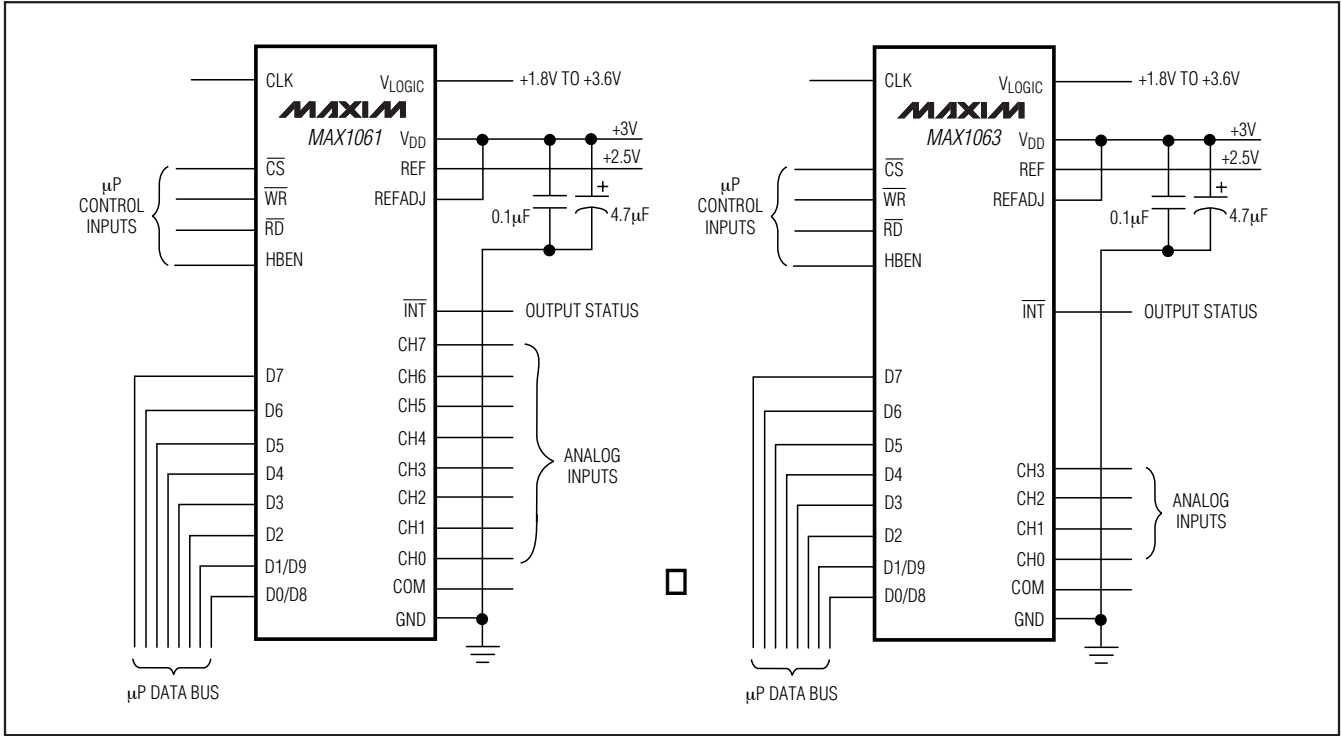 CLK
VLOGIC
+1.8V TO +3.6V
MAXIM
MAX1061
VDD
+3V
CS
REF
+2.5V
µP
CONTROL
INPUTS
WR
REFADJ
0.1µF
+
4.7µF
RD
HBEN
INT
OUTPUT STATUS
CH7
D7
CH6
D6
CH5
D5
CH4
D4
CH3
ANALOG
INPUTS
D3
CH2
D2
CH1
D1/D9
CH0
D0/D8
COM
GND
µP DATA BUS
CLK
VLOGIC
+1.8V TO +3.6V
MAXIM
MAX1063
VDD
+3V
CS
REF
+2.5V
µP
CONTROL
INPUTS
WR
REFADJ
0.1µF
+
4.7µF
RD
HBEN
INT
OUTPUT STATUS
D7
D6
D5
D4
CH3
D3
CH2
ANALOG
INPUTS
D2
CH1
D1/D9
CH0
D0/D8
COM
GND
µP DATA BUS